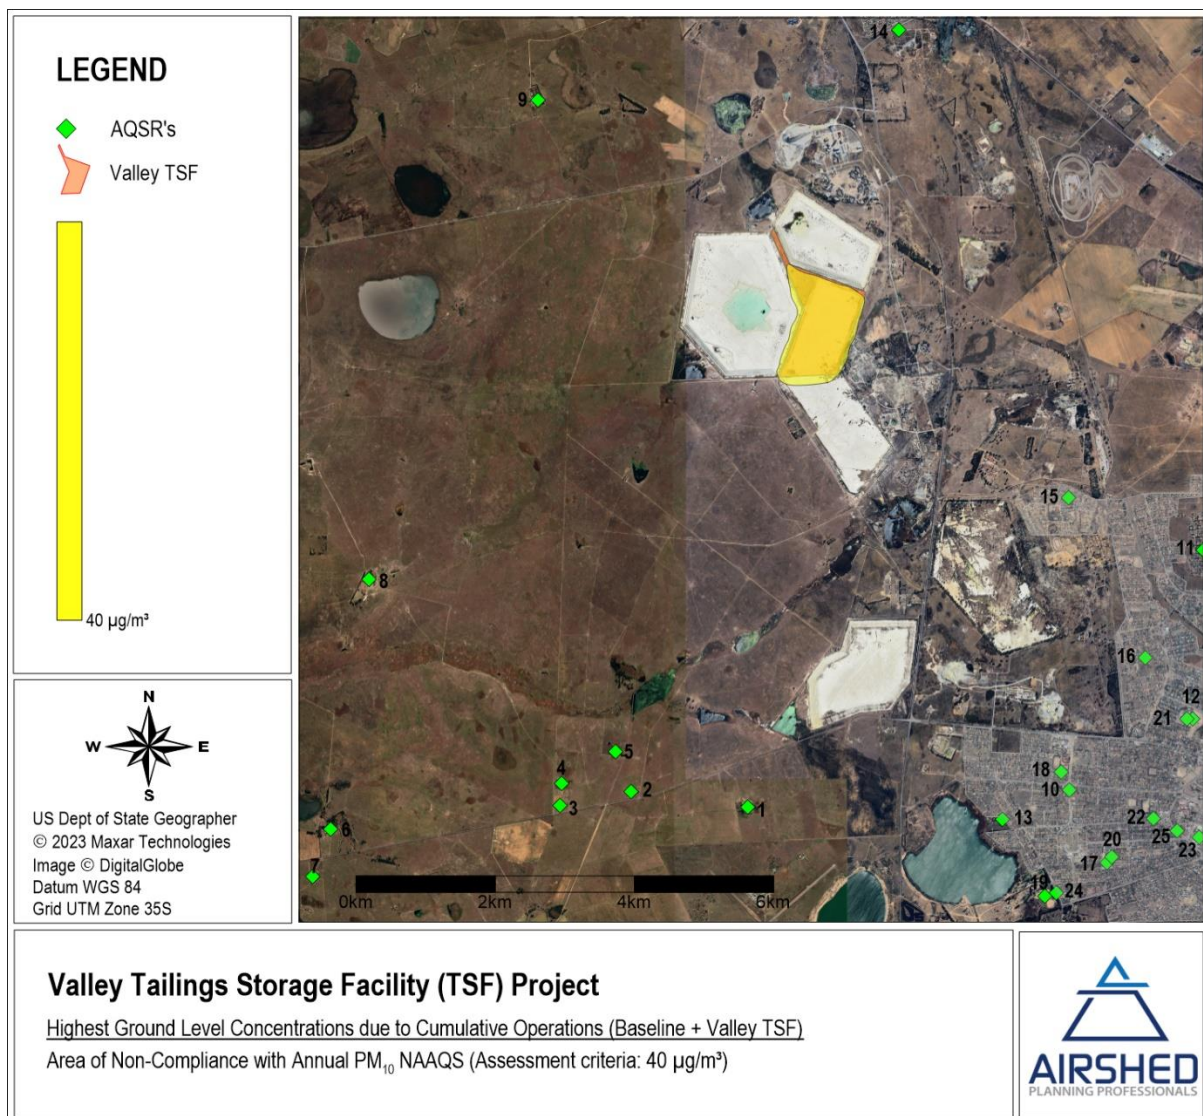 LEGEND
AQSR's
Valley TSF
40 µg/m³
N
W E
S
US Dept of State Geographer
© 2023 Maxar Technologies
Image © DigitalGlobe
Datum WGS 84
Grid UTM Zone 35S
14
9
15
11
8
16
12
21
5
4
18
2
10
3
1
13
22
6
25
23
20
17
7
19
24
0km 2km 4km 6km
Valley Tailings Storage Facility (TSF) Project
Highest Ground Level Concentrations due to Cumulative Operations (Baseline + Valley TSF)
Area of Non-Compliance with Annual PM₁₀ NAAQS (Assessment criteria: 40 µg/m³)
AIRSHED
PLANNING PROFESSIONALS